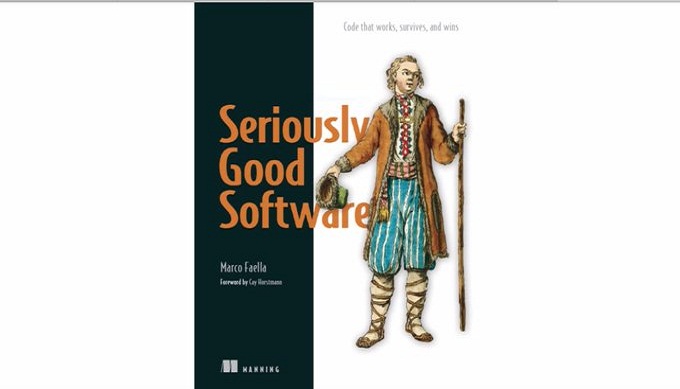 Code that works, survives, and wins
Seriously
Good
Software
Marco Faella
Foreword by Cay Horstmann
MANNING